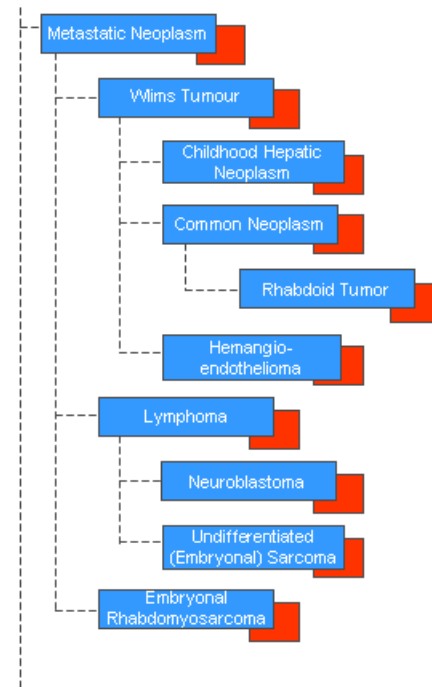 Metastatic Neoplasm
Wlims Tumour
Childhood Hepatic
Neoplasm
Common Neoplasm
Rhabdoid Tumor
Hemangio-
endothelioma
Lymphoma
Neuroblastoma
Undifferentiated
(Embryonal) Sarcoma
Embryonal
Rhabdomyosarcoma